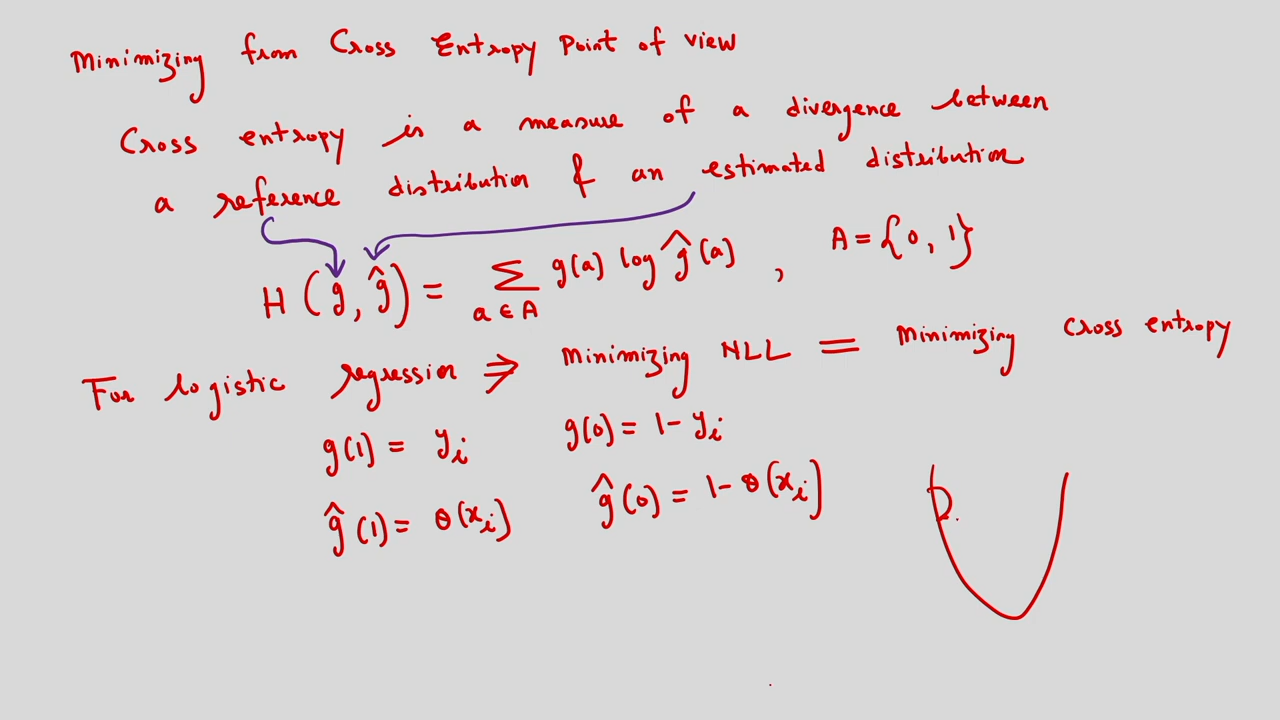 Minimizing from Cross Entropy Point of view
Cross entropy is a measure of a divergence between
a reference distribution & an estimated distribution
H(g, ĝ) = ∑_{a ∈ A} g(a) log ĝ(a) , A = {0, 1}
For logistic regression ⇒ Minimizing NLL = Minimizing cross entropy
g(1) = y_i g(0) = 1 - y_i
ĝ(1) = θ(x_i) ĝ(0) = 1 - θ(x_i)